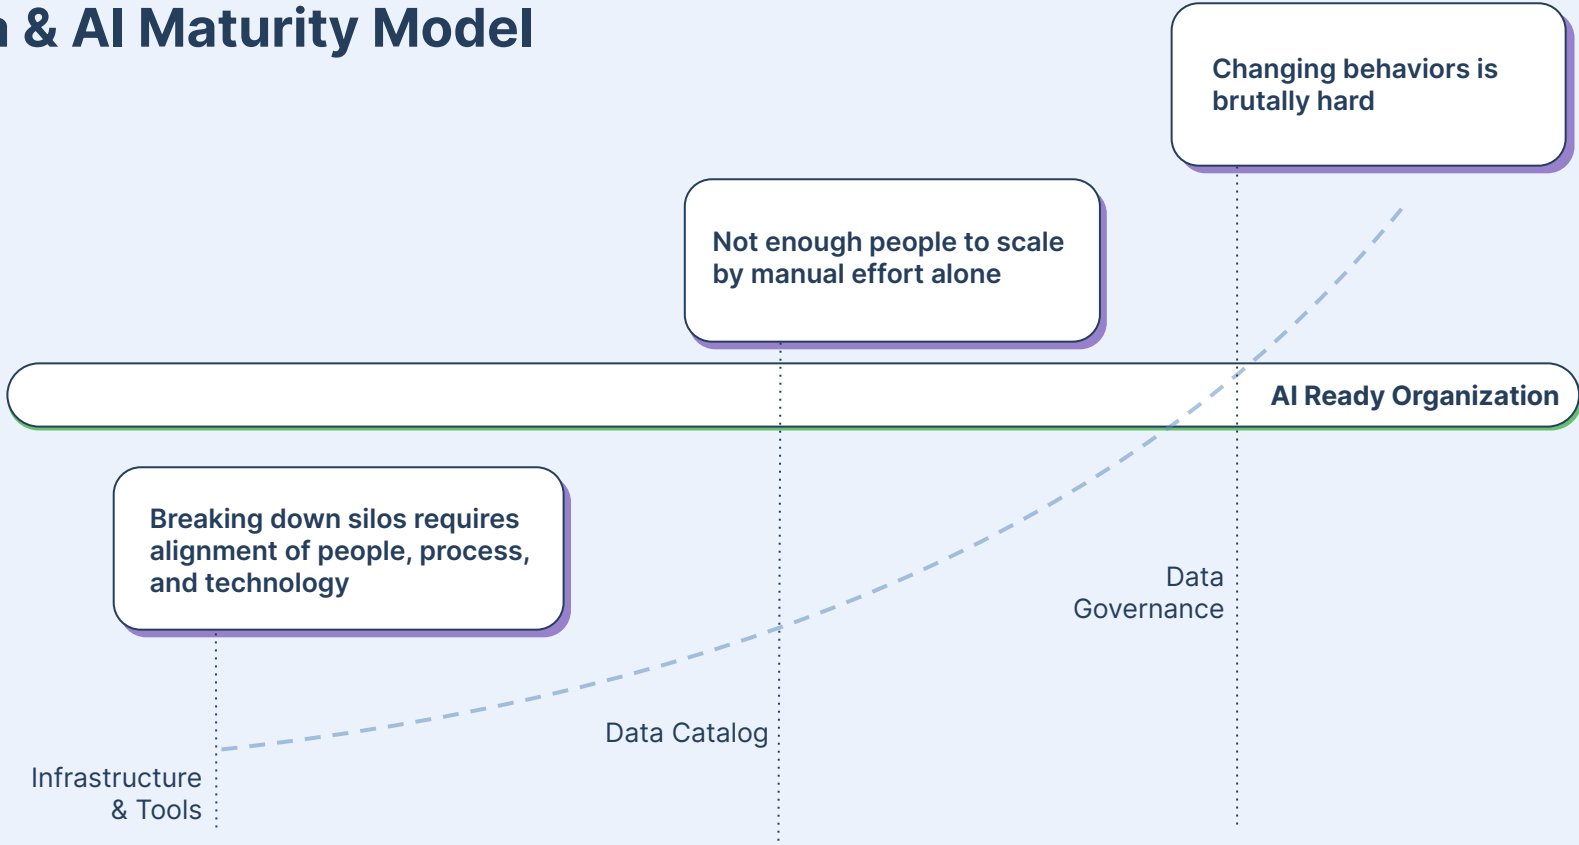 & AI Maturity Model
Changing behaviors is
brutally hard
Not enough people to scale
by manual effort alone
AI Ready Organization
Breaking down silos requires
alignment of people, process,
and technology
Data
Governance
Data Catalog
Infrastructure
& Tools